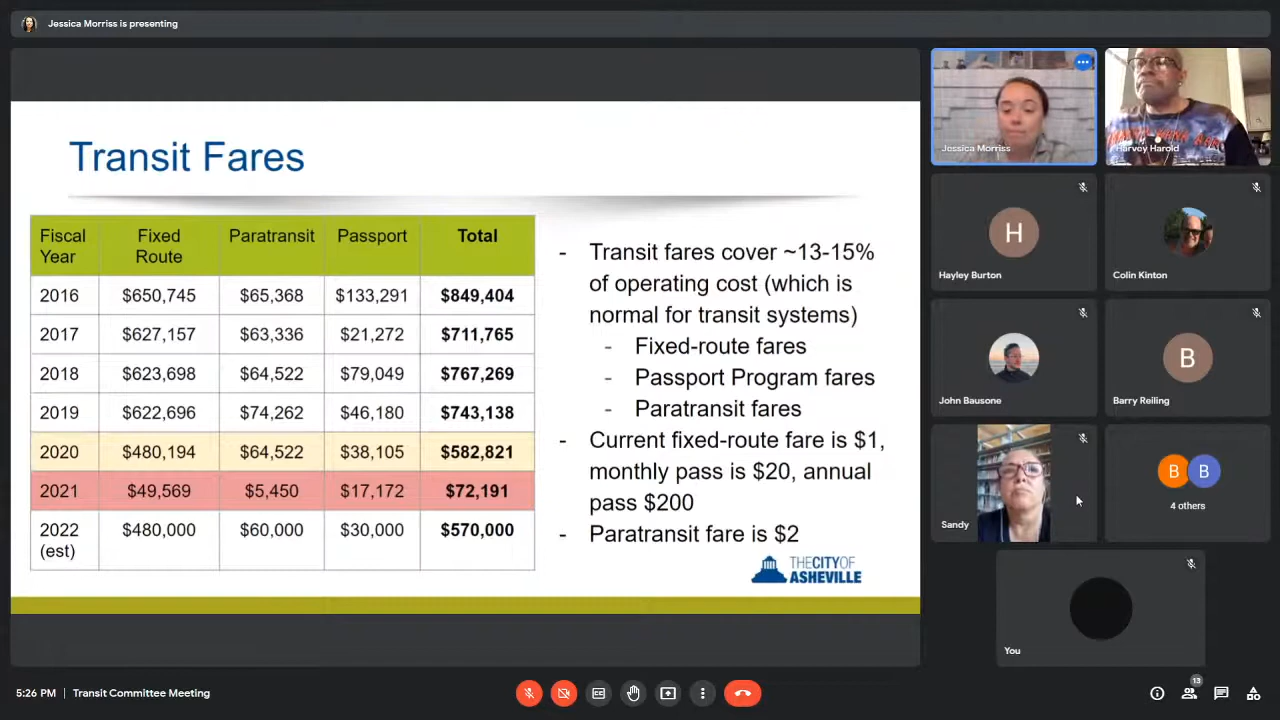 Jessica Morriss is presenting
Transit Fares
Fiscal Year Fixed Route Paratransit Passport Total
2016 $650,745 $65,368 $133,291 $849,404
2017 $627,157 $63,336 $21,272 $711,765
2018 $623,698 $64,522 $79,049 $767,269
2019 $622,696 $74,262 $46,180 $743,138
2020 $480,194 $64,522 $38,105 $582,821
2021 $49,569 $5,450 $17,172 $72,191
2022 (est) $480,000 $60,000 $30,000 $570,000
- Transit fares cover ~13-15%
of operating cost (which is
normal for transit systems)
- Fixed-route fares
- Passport Program fares
- Paratransit fares
- Current fixed-route fare is $1,
monthly pass is $20, annual
pass $200
- Paratransit fare is $2
THE CITY OF
ASHEVILLE
Jessica Morriss
Harvey Harold
H
Hayley Burton
Colin Kinton
John Bausone
B
Barry Reiling
Sandy
B B
4 others
You
5:26 PM | Transit Committee Meeting
13